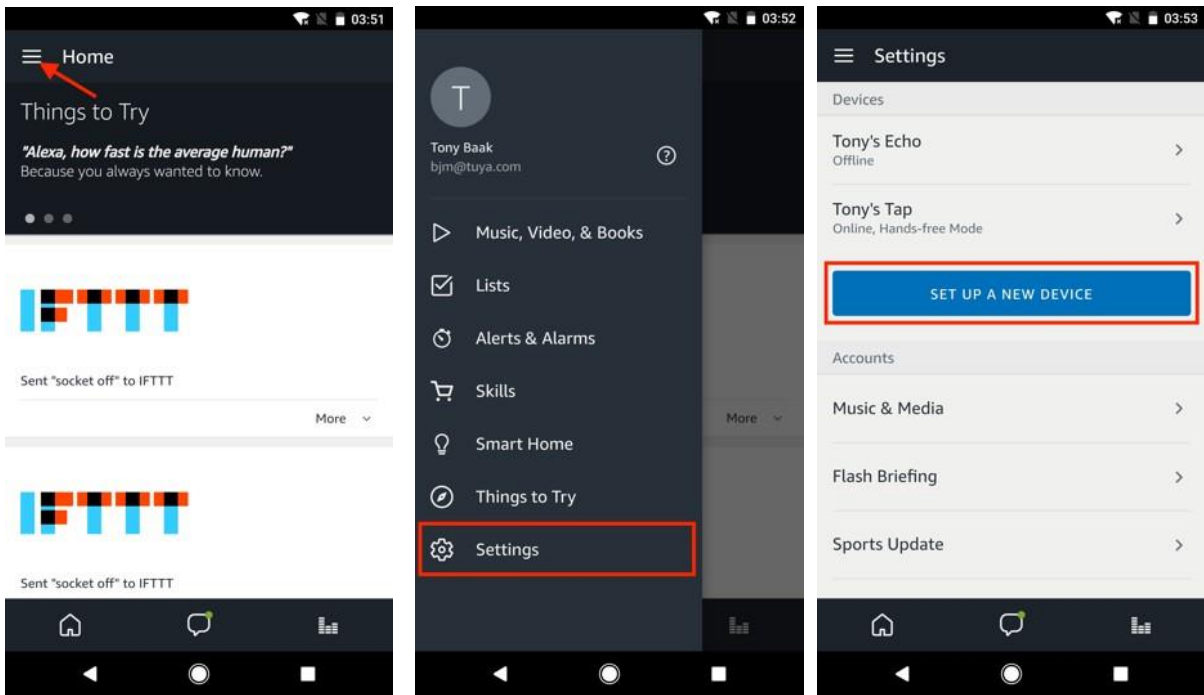 03:51
Home
Things to Try
"Alexa, how fast is the average human?"
Because you always wanted to know.
IFTTT
Sent "socket off" to IFTTT
More
IFTTT
Sent "socket off" to IFTTT
03:52
T
Tony Baak
bjm@tuya.com
?
Music, Video, & Books
Lists
Alerts & Alarms
Skills
Smart Home
Things to Try
Settings
More
03:53
Settings
Devices
Tony's Echo
Offline
Tony's Tap
Online, Hands-free Mode
SET UP A NEW DEVICE
Accounts
Music & Media
Flash Briefing
Sports Update